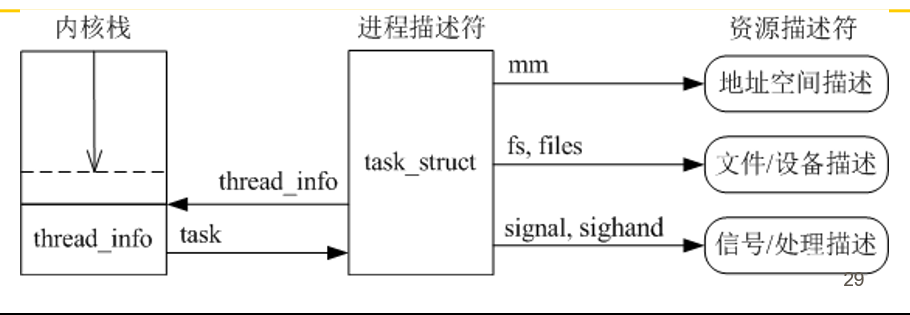 内核栈
进程描述符
资源描述符
mm
地址空间描述
fs, files
task_struct
文件/设备描述
thread_info
signal, sighand
thread_info
task
信号/处理描述
29